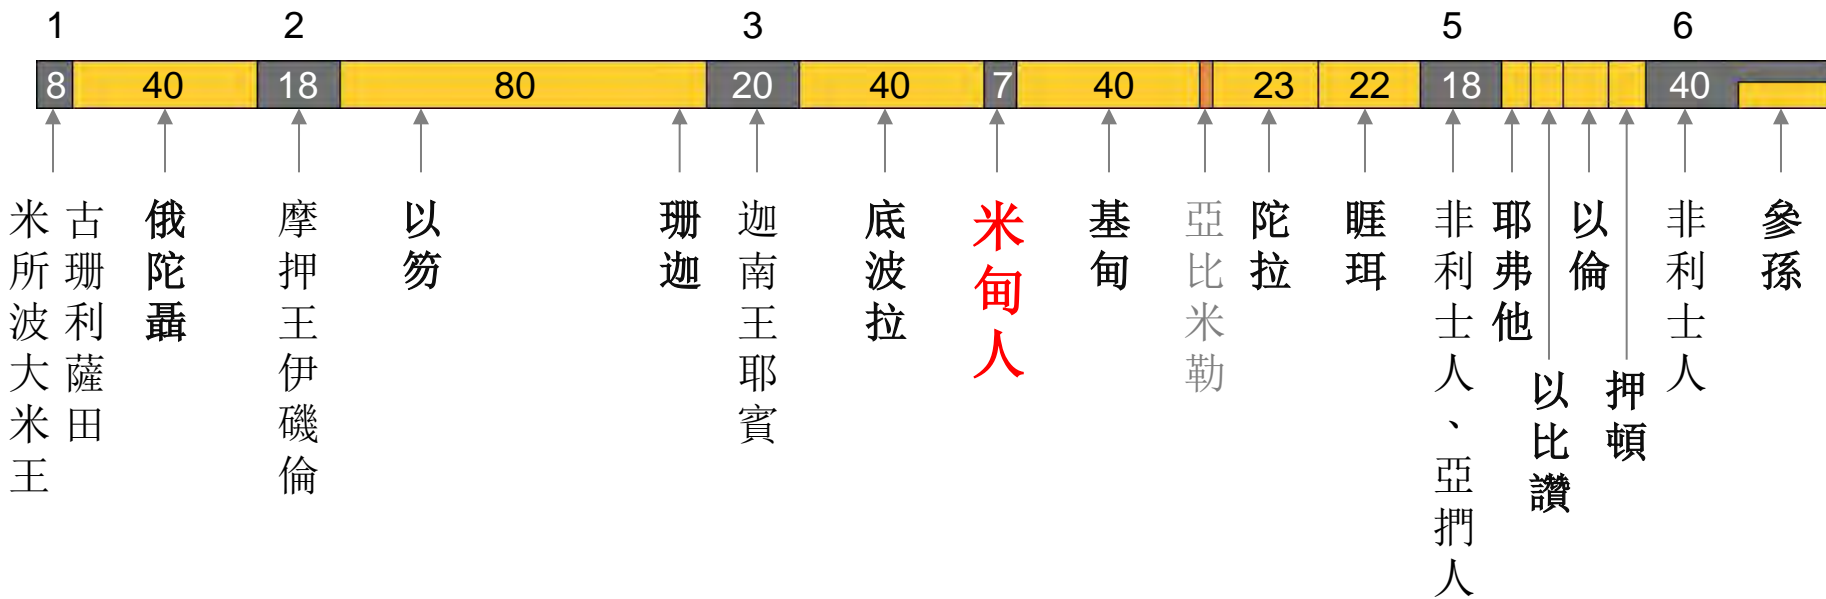 1 2 3 5 6
8 40 18 80 20 40 7 40 23 22 18 40
米所波大米王
古珊利薩田
俄陀聶
摩押王伊磯倫
以笏
珊迦
迦南王耶賓
底波拉
米甸人
基甸
亞比米勒
陀拉
睚珥
非利士人、亞捫人
耶弗他
以比讚
以倫
押頓
非利士人
參孫